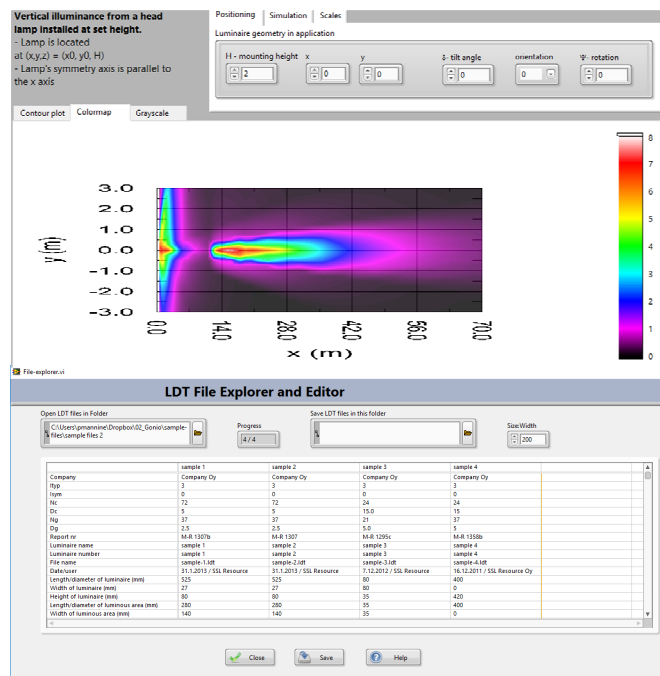 Vertical illuminance from a head
lamp installed at set height.
- Lamp is located
at (x,y,z) = (x0, y0, H)
- Lamp's symmetry axis is parallel to
the x axis
Positioning Simulation Scales
Luminaire geometry in application
H - mounting height x y δ- tilt angle orientation Ψ- rotation
2 0 0 0 0 0
Contour plot Colormap Grayscale
3.0
2.0
1.0
0.0
-1.0
-2.0
-3.0
y (m)
0.0 14.0 28.0 42.0 56.0 70.0
x (m)
8
7
6
5
4
3
2
1
0
File-explorer.vi
LDT File Explorer and Editor
Open LDT files in Folder Progress Save LDT files in this folder Size:Width
C:\Users\pmannine\Dropbox\02_Gonio\sample-
files\sample files 2
4 / 4
200
sample 1 sample 2 sample 3 sample 4
Company Company Oy Company Oy Company Oy Company Oy
Ityp 3 3 3 3
Isym 0 0 0 0
Nc 72 72 24 24
Dc 5 5 15.0 15
Ng 37 37 21 37
Dg 2.5 2.5 5.0 5
Report nr M-R 1307b M-R 1307 M-R 1295c M-R 1358b
Luminaire name sample 1 sample 2 sample 3 sample 4
Luminaire number sample 1 sample 2 sample 3 sample 4
File name sample-1.ldt sample-2.ldt sample-3.ldt sample-4.ldt
Date/user 31.1.2013 / SSL Resource 31.1.2013 / SSL Resource 7.12.2012 / SSL Resource 16.12.2011 / SSL Resource Oy
Length/diameter of luminaire (mm) 525 525 80 400
Width of luminaire (mm) 27 27 80 0
Height of luminaire (mm) 80 80 35 420
Length/diameter of luminous area (mm) 280 280 35 400
Width of luminous area (mm) 140 140 35 0
Close Save Help